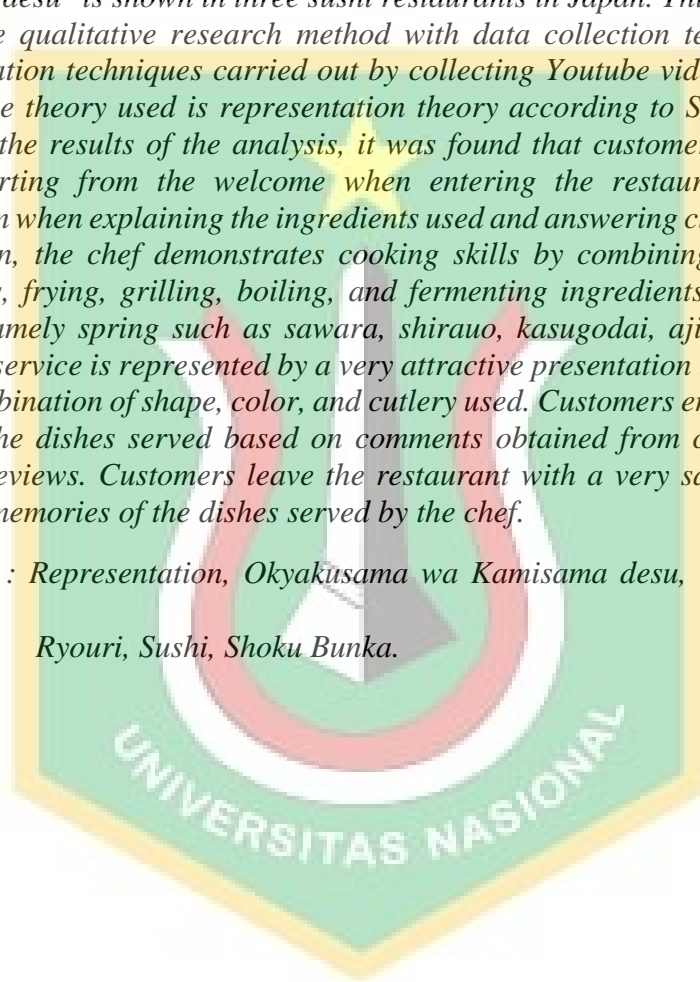 desu" is shown in three sushi restaurants in Japan. Thi
e qualitative research method with data collection te
ation techniques carried out by collecting Youtube vid
e theory used is representation theory according to S
the results of the analysis, it was found that custome
rting from the welcome when entering the restaur
n when explaining the ingredients used and answering
n, the chef demonstrates cooking skills by combining
, frying, grilling, boiling, and fermenting ingredients
amely spring such as sawara, shirauo, kasugodai, aji
service is represented by a very attractive presentation
bination of shape, color, and cutlery used. Customers
he dishes served based on comments obtained from
eviews. Customers leave the restaurant with a very
memories of the dishes served by the chef.
: Representation, Okyakusama wa Kamisama desu,
Ryouri, Sushi, Shoku Bunka.
UNIVERSITAS NASIONAL